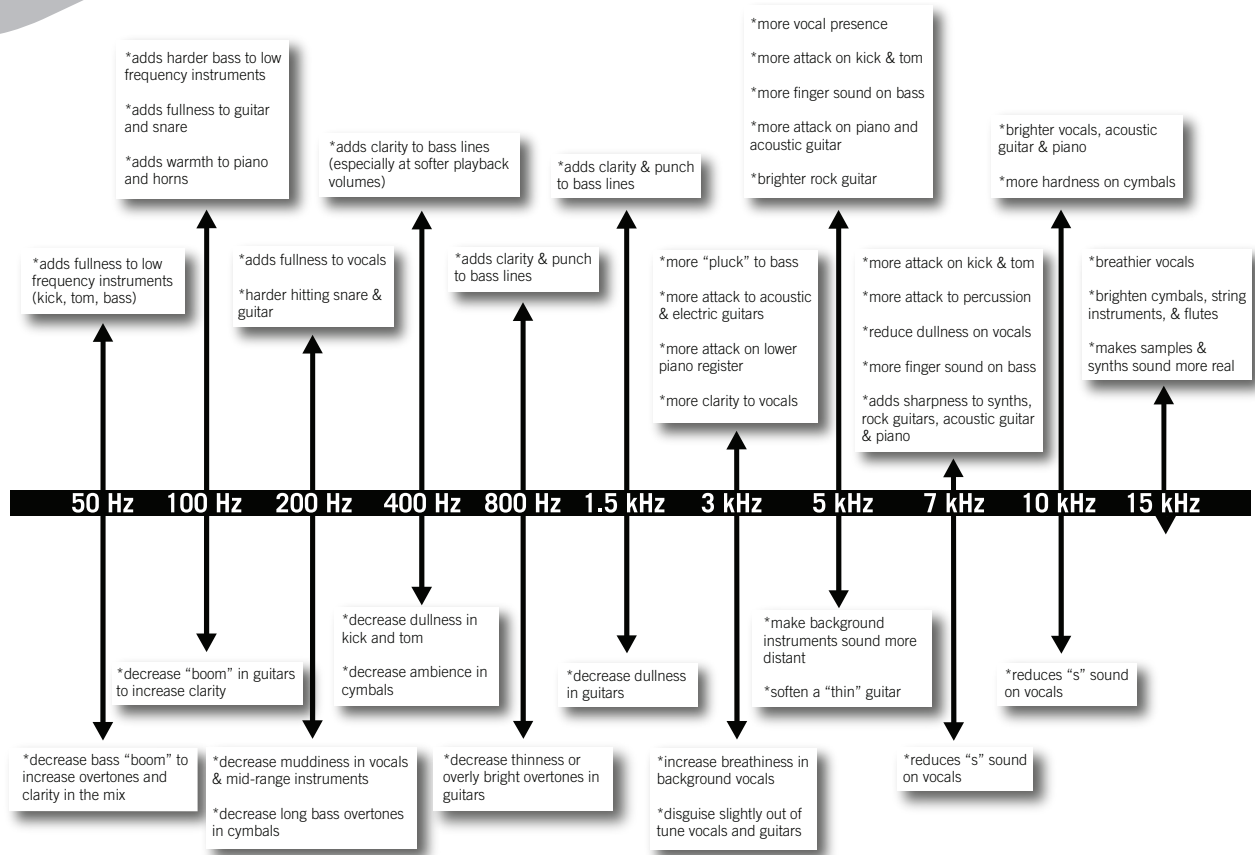 *adds fullness to low
frequency instruments
(kick, tom, bass)
*adds harder bass to low
frequency instruments
*adds fullness to guitar
and snare
*adds warmth to piano
and horns
*adds fullness to vocals
*harder hitting snare &
guitar
*adds clarity to bass lines
(especially at softer playback
volumes)
*adds clarity & punch
to bass lines
*adds clarity & punch
to bass lines
*more "pluck" to bass
*more attack to acoustic
& electric guitars
*more attack on lower
piano register
*more clarity to vocals
*more vocal presence
*more attack on kick & tom
*more finger sound on bass
*more attack on piano and
acoustic guitar
*brighter rock guitar
*more attack on kick & tom
*more attack to percussion
*reduce dullness on vocals
*more finger sound on bass
*adds sharpness to synths,
rock guitars, acoustic guitar
& piano
*brighter vocals, acoustic
guitar & piano
*more hardness on cymbals
*breathier vocals
*brighten cymbals, string
instruments, & flutes
*makes samples &
synths sound more real
50 Hz 100 Hz 200 Hz 400 Hz 800 Hz 1.5 kHz 3 kHz 5 kHz 7 kHz 10 kHz 15 kHz
*decrease bass "boom" to
increase overtones and
clarity in the mix
*decrease "boom" in guitars
to increase clarity
*decrease muddiness in vocals
& mid-range instruments
*decrease long bass overtones
in cymbals
*decrease dullness in
kick and tom
*decrease ambience in
cymbals
*decrease thinness or
overly bright overtones in
guitars
*decrease dullness
in guitars
*increase breathiness in
background vocals
*disguise slightly out of
tune vocals and guitars
*make background
instruments sound more
distant
*soften a "thin" guitar
*reduces "s" sound
on vocals
*reduces "s" sound
on vocals